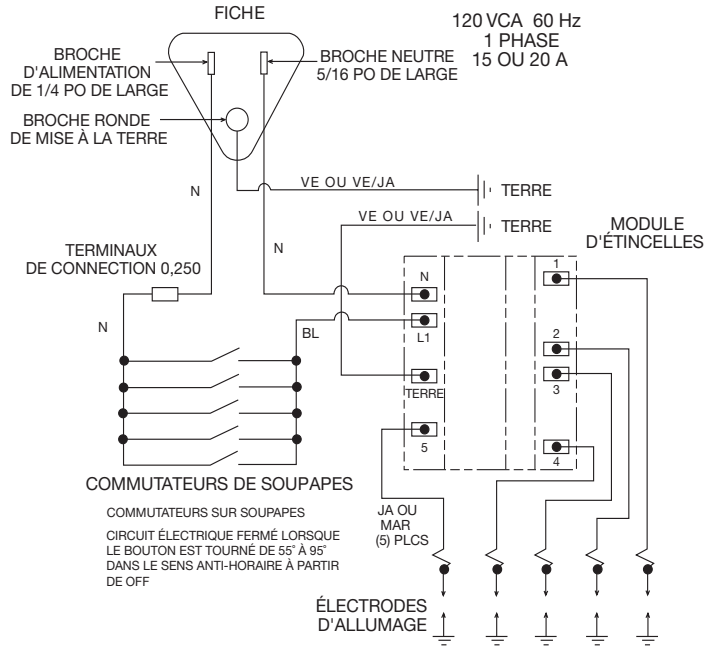 FICHE
120 VCA 60 Hz
1 PHASE
15 OU 20 A
BROCHE
D'ALIMENTATION
DE 1/4 PO DE LARGE
BROCHE NEUTRE
5/16 PO DE LARGE
BROCHE RONDE
DE MISE À LA TERRE
N
VE OU VE/JA
TERRE
VE OU VE/JA
TERRE
MODULE
D'ÉTINCELLES
TERMINAUX
DE CONNECTION 0,250
N
N
BL
N
L1
TERRE
5
1
2
3
4
COMMUTATEURS DE SOUPAPES
COMMUTATEURS SUR SOUPAPES
CIRCUIT ÉLECTRIQUE FERMÉ LORSQUE
LE BOUTON EST TOURNÉ DE 55° À 95°
DANS LE SENS ANTI-HORAIRE À PARTIR
DE OFF
JA OU
MAR
(5) PLCS
ÉLECTRODES
D'ALLUMAGE